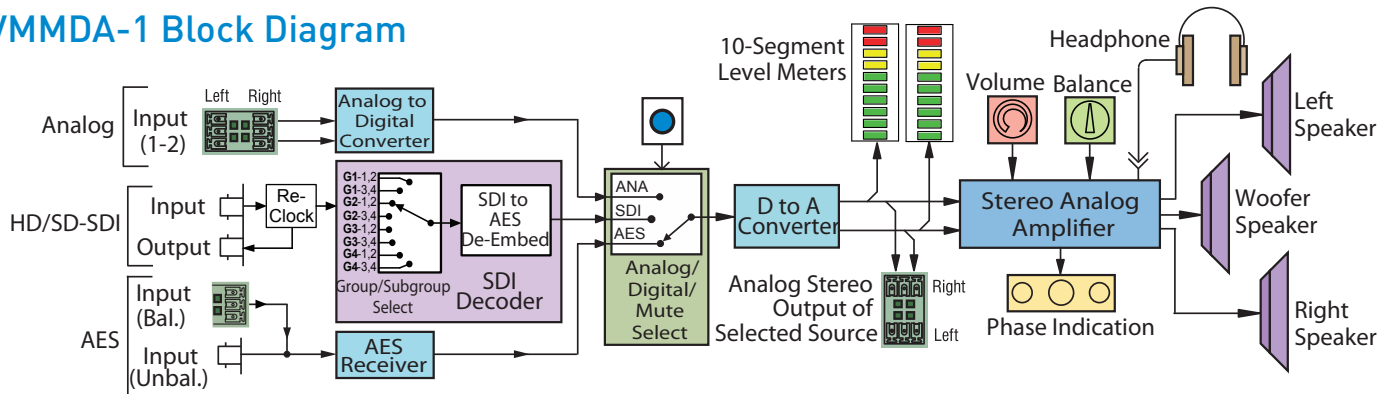 VMMDA-1 Block Diagram
Analog
Input
(1-2)
Left Right
Analog to
Digital
Converter
HD/SD-SDI
Input
Output
Re-
Clock
G1-1,2
G1-3,4
G2-1,2
G2-3,4
G3-1,2
G3-3,4
G4-1,2
G4-3,4
Group/Subgroup
Select
SDI to
AES
De-Embed
SDI
Decoder
AES
Input
(Bal.)
Input
(Unbal.)
AES
Receiver
ANA
SDI
AES
Analog/
Digital/
Mute
Select
D to A
Converter
10-Segment
Level Meters
Analog Stereo
Output of
Selected Source
Right
Left
Volume
Balance
Headphone
Stereo Analog
Amplifier
Phase Indication
Left
Speaker
Woofer
Speaker
Right
Speaker